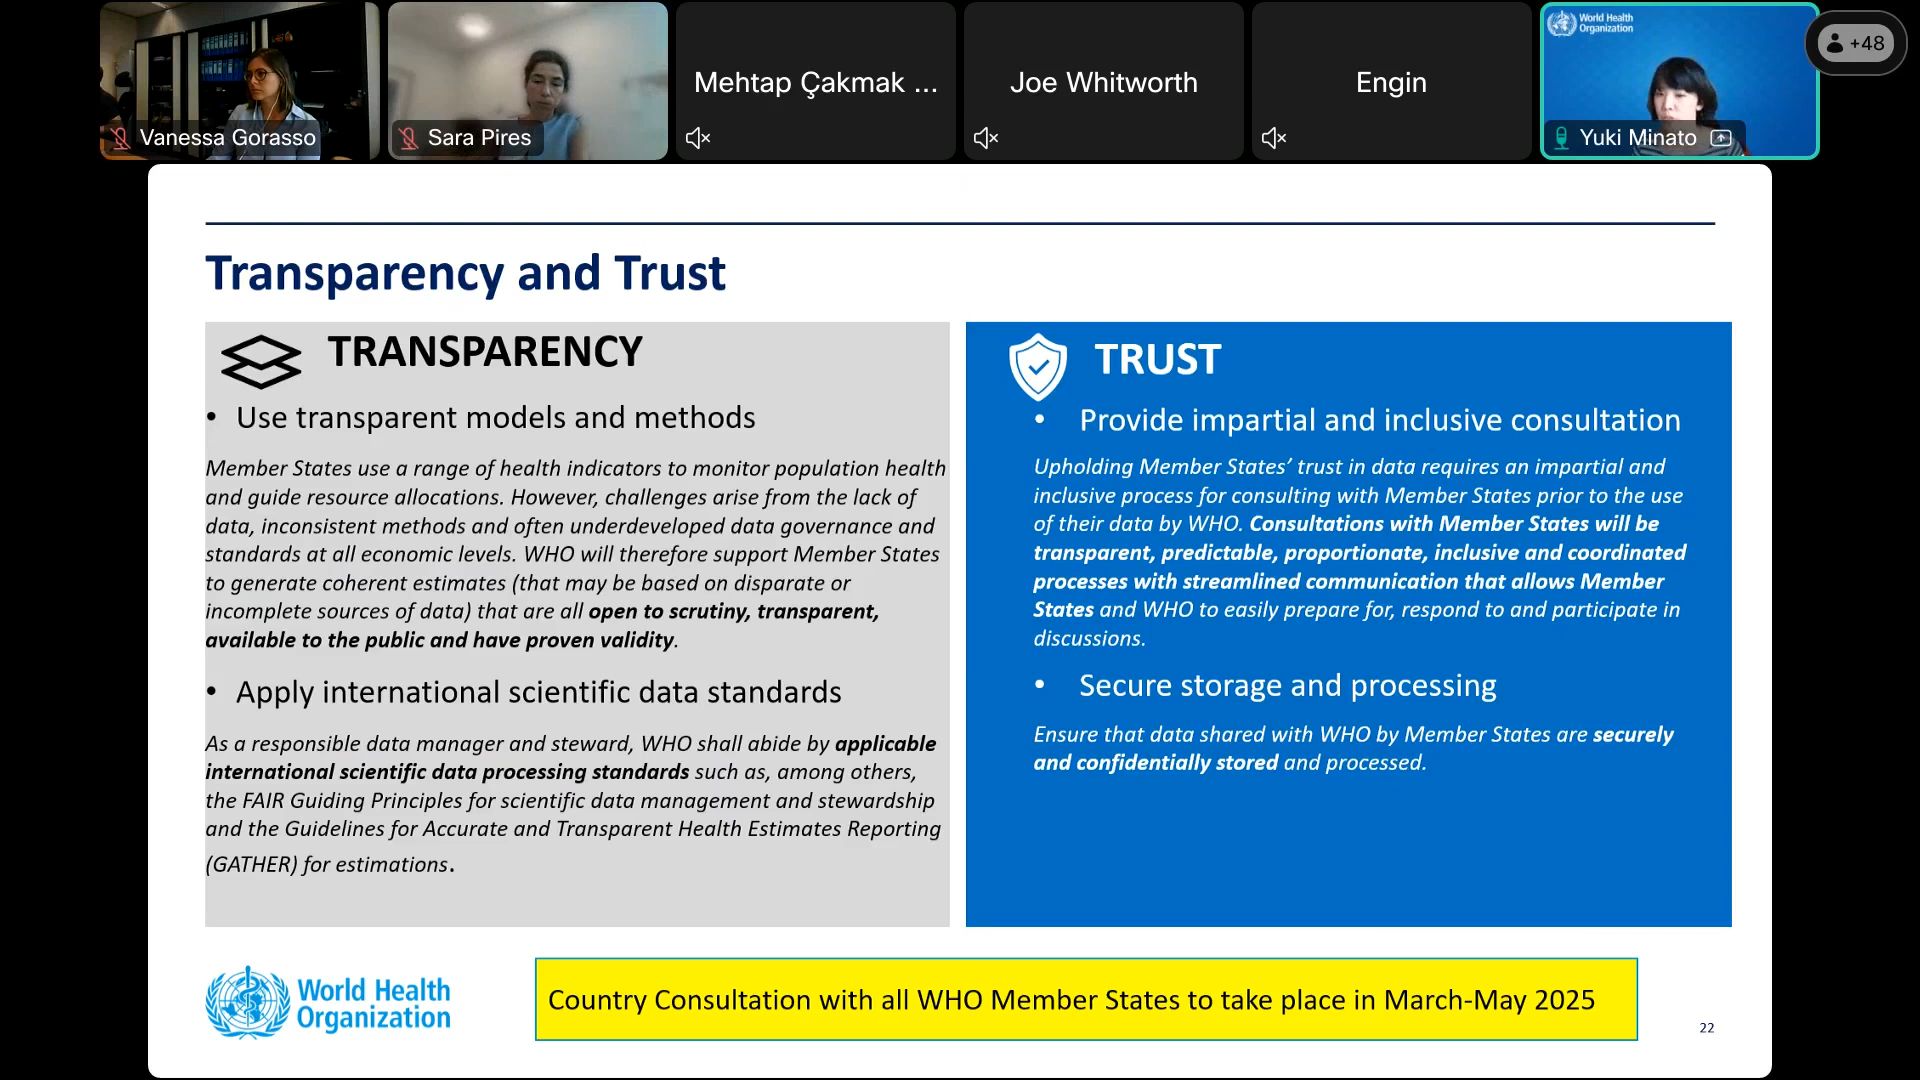 World Health
Organization
+48
Mehtap Çakmak ...
Joe Whitworth
Engin
Vanessa Gorasso
Sara Pires
Yuki Minato
Transparency and Trust
TRANSPARENCY
• Use transparent models and methods
Member States use a range of health indicators to monitor population health
and guide resource allocations. However, challenges arise from the lack of
data, inconsistent methods and often underdeveloped data governance and
standards at all economic levels. WHO will therefore support Member States
to generate coherent estimates (that may be based on disparate or
incomplete sources of data) that are all open to scrutiny, transparent,
available to the public and have proven validity.
• Apply international scientific data standards
As a responsible data manager and steward, WHO shall abide by applicable
international scientific data processing standards such as, among others,
the FAIR Guiding Principles for scientific data management and stewardship
and the Guidelines for Accurate and Transparent Health Estimates Reporting
(GATHER) for estimations.
TRUST
• Provide impartial and inclusive consultation
Upholding Member States’ trust in data requires an impartial and
inclusive process for consulting with Member States prior to the use
of their data by WHO. Consultations with Member States will be
transparent, predictable, proportionate, inclusive and coordinated
processes with streamlined communication that allows Member
States and WHO to easily prepare for, respond to and participate in
discussions.
• Secure storage and processing
Ensure that data shared with WHO by Member States are securely
and confidentially stored and processed.
World Health
Organization
Country Consultation with all WHO Member States to take place in March-May 2025
22